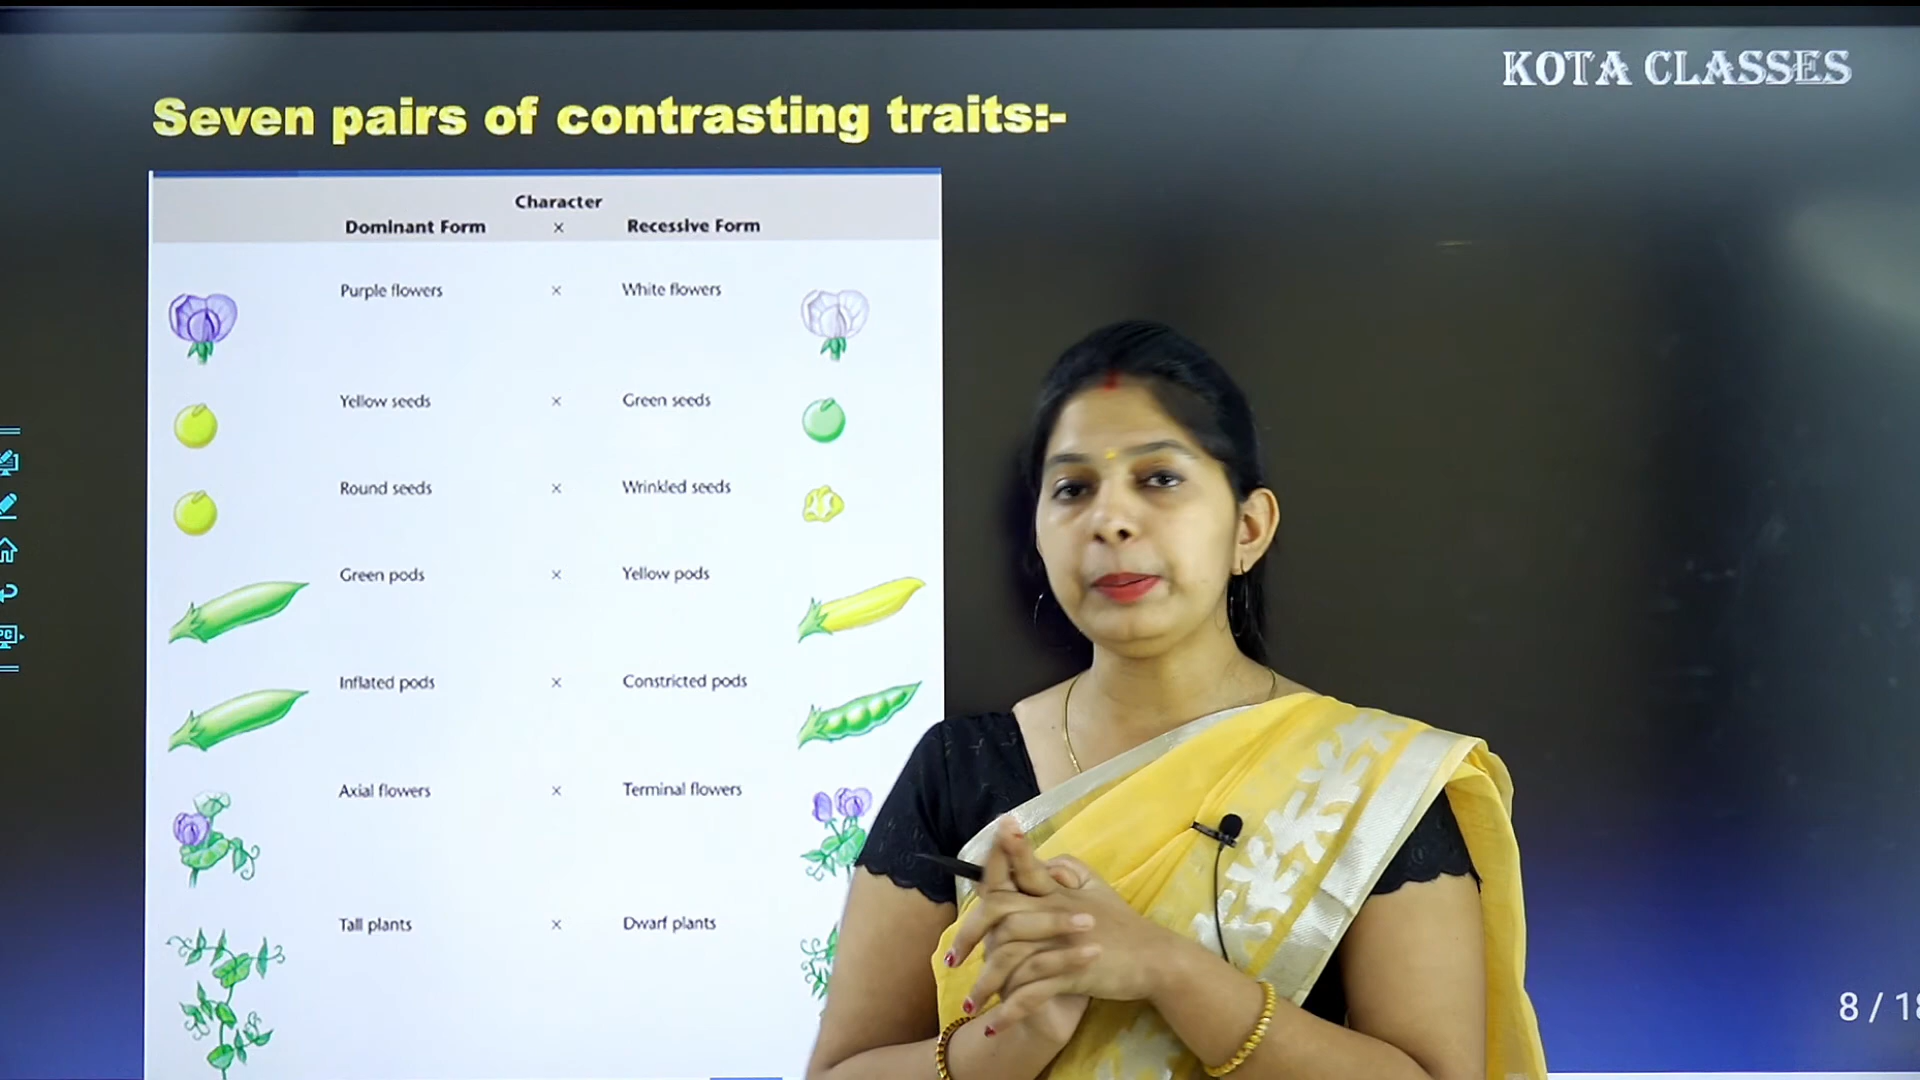 KOTA CLASSES
Seven pairs of contrasting traits:-
Character
Dominant Form × Recessive Form
Purple flowers × White flowers
Yellow seeds × Green seeds
Round seeds × Wrinkled seeds
Green pods × Yellow pods
Inflated pods × Constricted pods
Axial flowers × Terminal flowers
Tall plants × Dwarf plants
PC
8 / 18